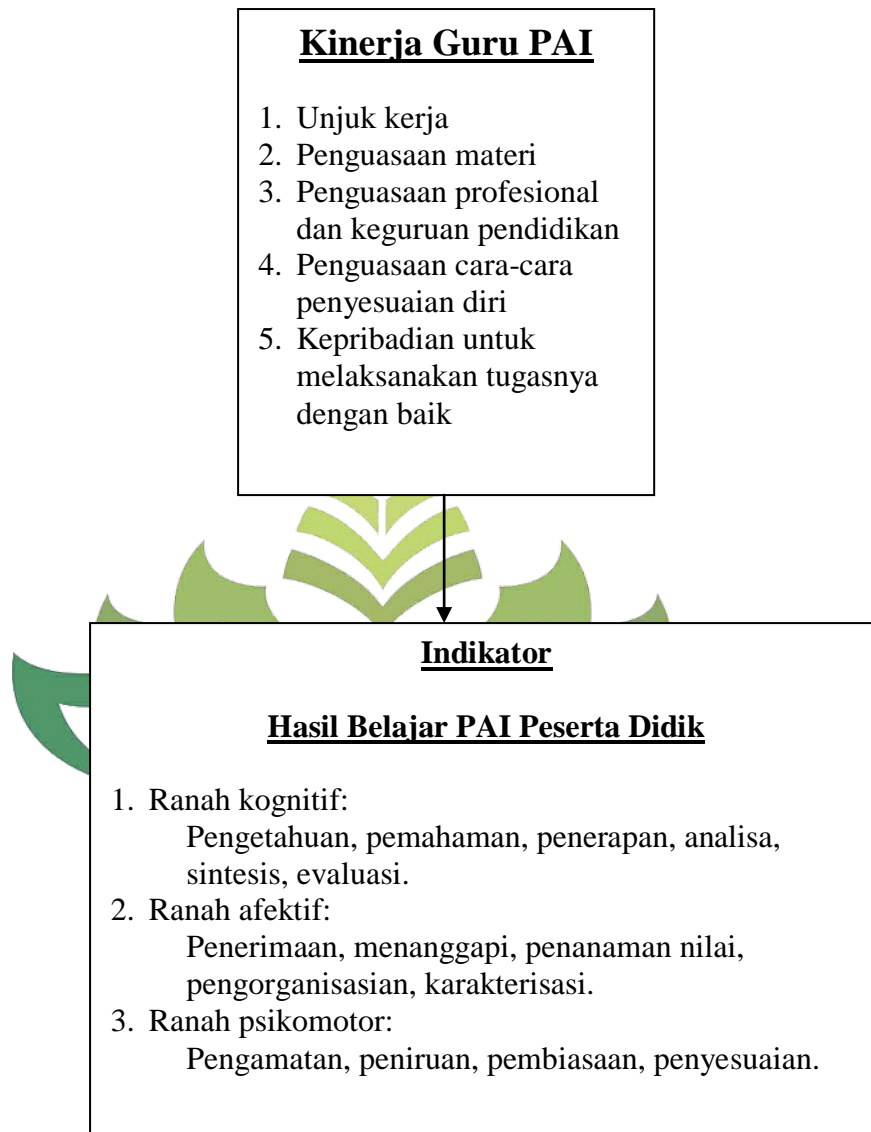 Kinerja Guru PAI
1. Unjuk kerja
2. Penguasaan materi
3. Penguasaan profesional
dan keguruan pendidikan
4. Penguasaan cara-cara
penyesuaian diri
5. Kepribadian untuk
melaksanakan tugasnya
dengan baik
Indikator
Hasil Belajar PAI Peserta Didik
1. Ranah kognitif:
Pengetahuan, pemahaman, penerapan, analisa,
sintesis, evaluasi.
2. Ranah afektif:
Penerimaan, menanggapi, penanaman nilai,
pengorganisasian, karakterisasi.
3. Ranah psikomotor:
Pengamatan, peniruan, pembiasaan, penyesuaian.